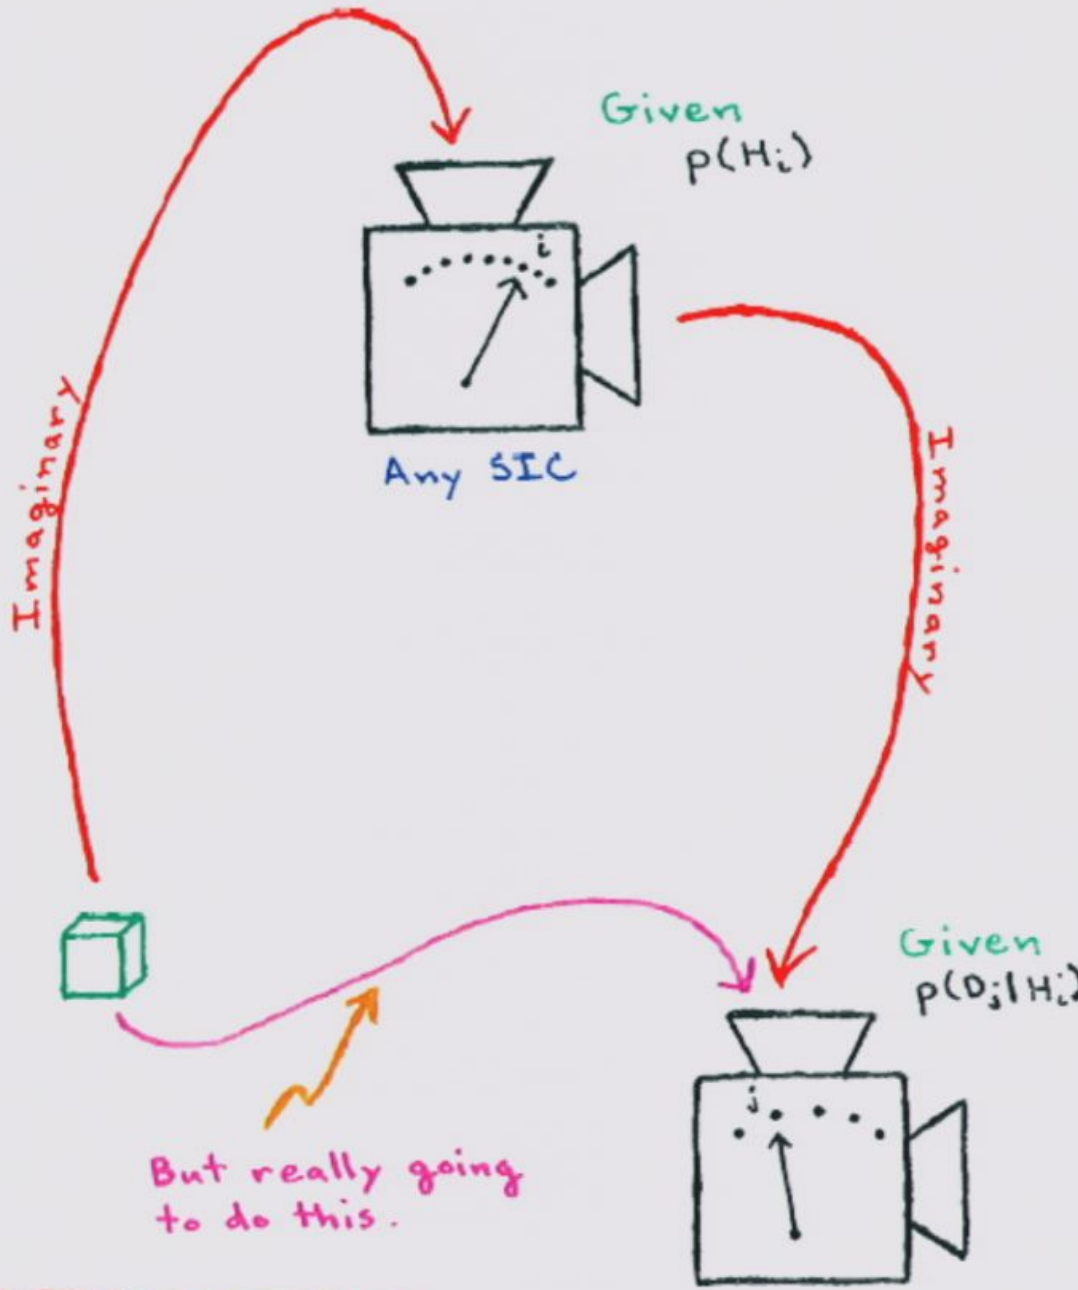 Given
p(Hᵢ)
i
Any SIC
Imaginary
Imaginary
Given
p(Dⱼ|Hᵢ)
j
But really going
to do this.